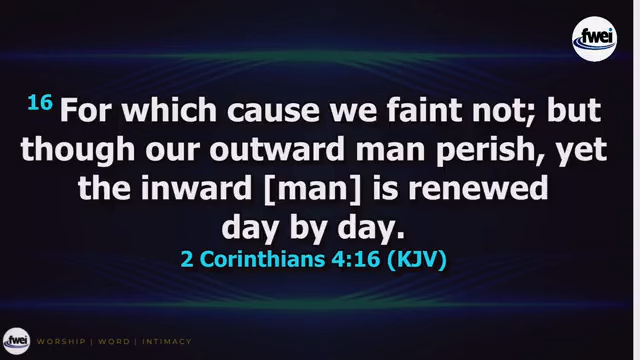 fwei
16 For which cause we faint not; but
though our outward man perish, yet
the inward [man] is renewed
day by day.
2 Corinthians 4:16 (KJV)
fwei WORSHIP | WORD | INTIMACY